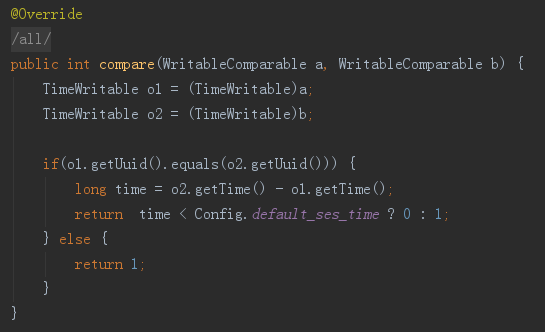 @Override
/all/
public int compare(WritableComparable a, WritableComparable b) {
    TimeWritable o1 = (TimeWritable)a;
    TimeWritable o2 = (TimeWritable)b;

    if(o1.getUuid().equals(o2.getUuid())) {
        long time = o2.getTime() - o1.getTime();
        return  time < Config.default_ses_time ? 0 : 1;
    } else {
        return 1;
    }
}